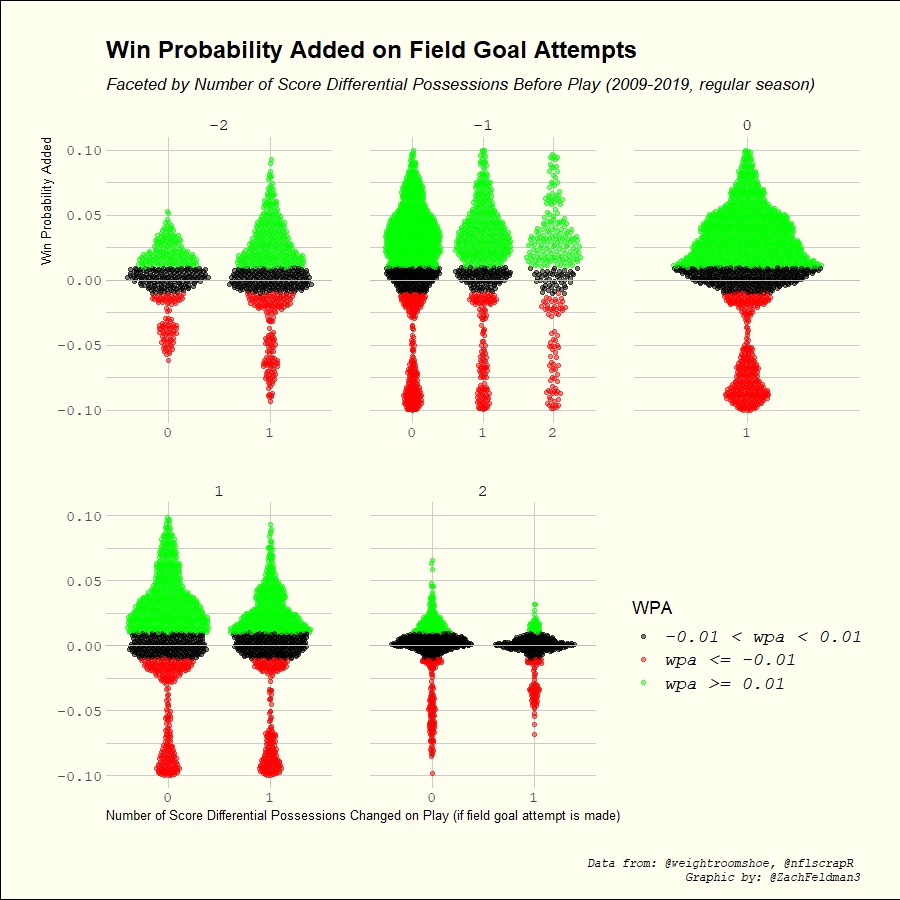 Win Probability Added on Field Goal Attempts
Faceted by Number of Score Differential Possessions Before Play (2009-2019, regular season)
-2 -1 0
Win Probability Added
0.10
0.05
0.00
-0.05
-0.10
0 1 0 1 2 1
1 2
0.10
0.05
0.00
-0.05
-0.10
0 1 0 1
Number of Score Differential Possessions Changed on Play (if field goal attempt is made)
WPA
-0.01 < wpa < 0.01
wpa <= -0.01
wpa >= 0.01
Data from: @weightroomshoe, @nflscrapR
Graphic by: @ZachFeldman3